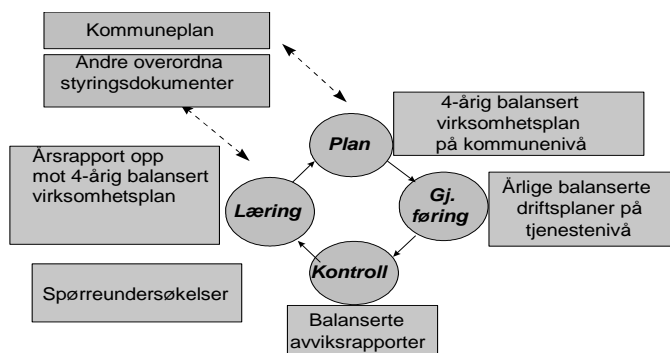 Kommuneplan
Andre overordna
styringsdokumenter
Plan
4-årig balansert
virksomhetsplan
på kommunenivå
Årsrapport opp
mot 4-årig balansert
virksomhetsplan
Læring
Gj.
føring
Årlige balanserte
driftsplaner på
tjenestenivå
Kontroll
Spørreundersøkelser
Balanserte
avviksrapporter